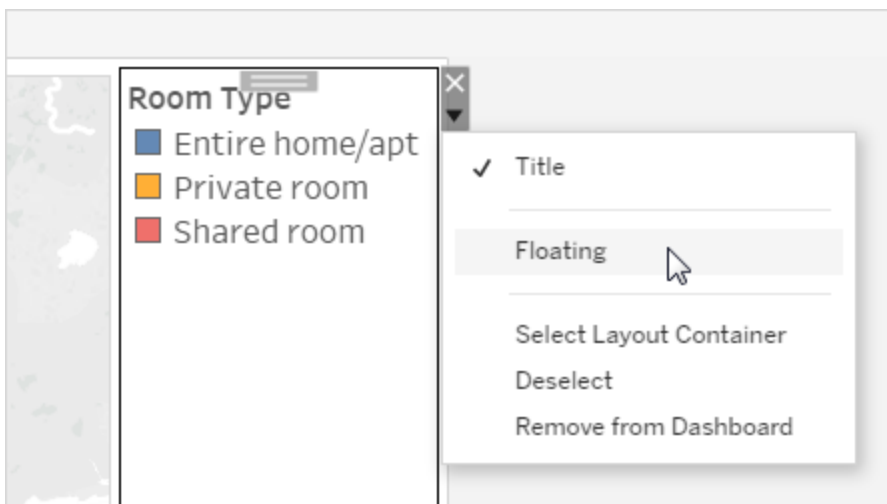 Room Type
Entire home/apt
Private room
Shared room
Title
Floating
Select Layout Container
Deselect
Remove from Dashboard